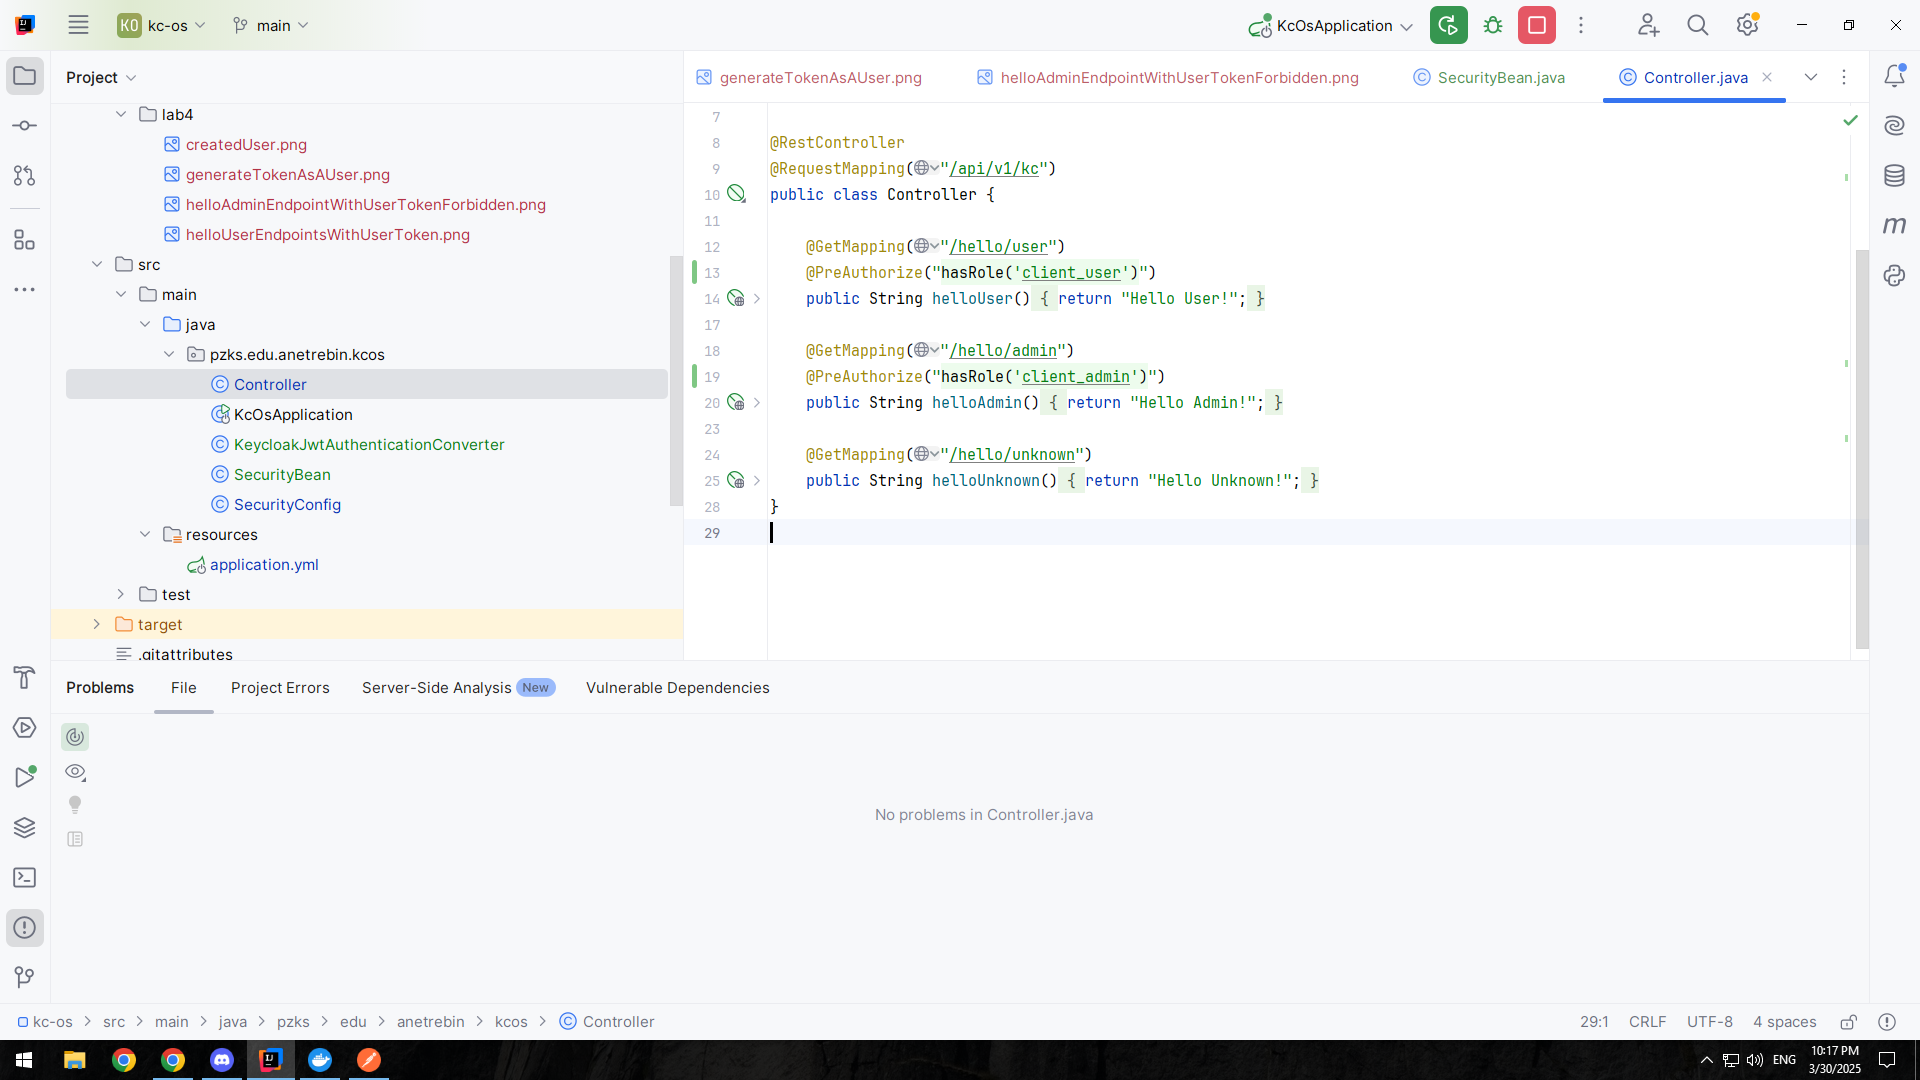 KO kc-os main KcOsApplication
Project
lab4
createdUser.png
generateTokenAsAUser.png
helloAdminEndpointWithUserTokenForbidden.png
helloUserEndpointsWithUserToken.png
src
main
java
pzks.edu.anetrebin.kcos
Controller
KcOsApplication
KeycloakJwtAuthenticationConverter
SecurityBean
SecurityConfig
resources
application.yml
test
target
.gitattributes
generateTokenAsAUser.png helloAdminEndpointWithUserTokenForbidden.png SecurityBean.java Controller.java
7
8 @RestController
9 @RequestMapping("/api/v1/kc")
10 public class Controller {
11
12 @GetMapping("/hello/user")
13 @PreAuthorize("hasRole('client_user')")
14 public String helloUser() { return "Hello User!"; }
17
18 @GetMapping("/hello/admin")
19 @PreAuthorize("hasRole('client_admin')")
20 public String helloAdmin() { return "Hello Admin!"; }
23
24 @GetMapping("/hello/unknown")
25 public String helloUnknown() { return "Hello Unknown!"; }
28 }
29
Problems File Project Errors Server-Side Analysis New Vulnerable Dependencies
No problems in Controller.java
kc-os > src > main > java > pzks > edu > anetrebin > kcos > Controller 29:1 CRLF UTF-8 4 spaces
ENG 10:17 PM
3/30/2025